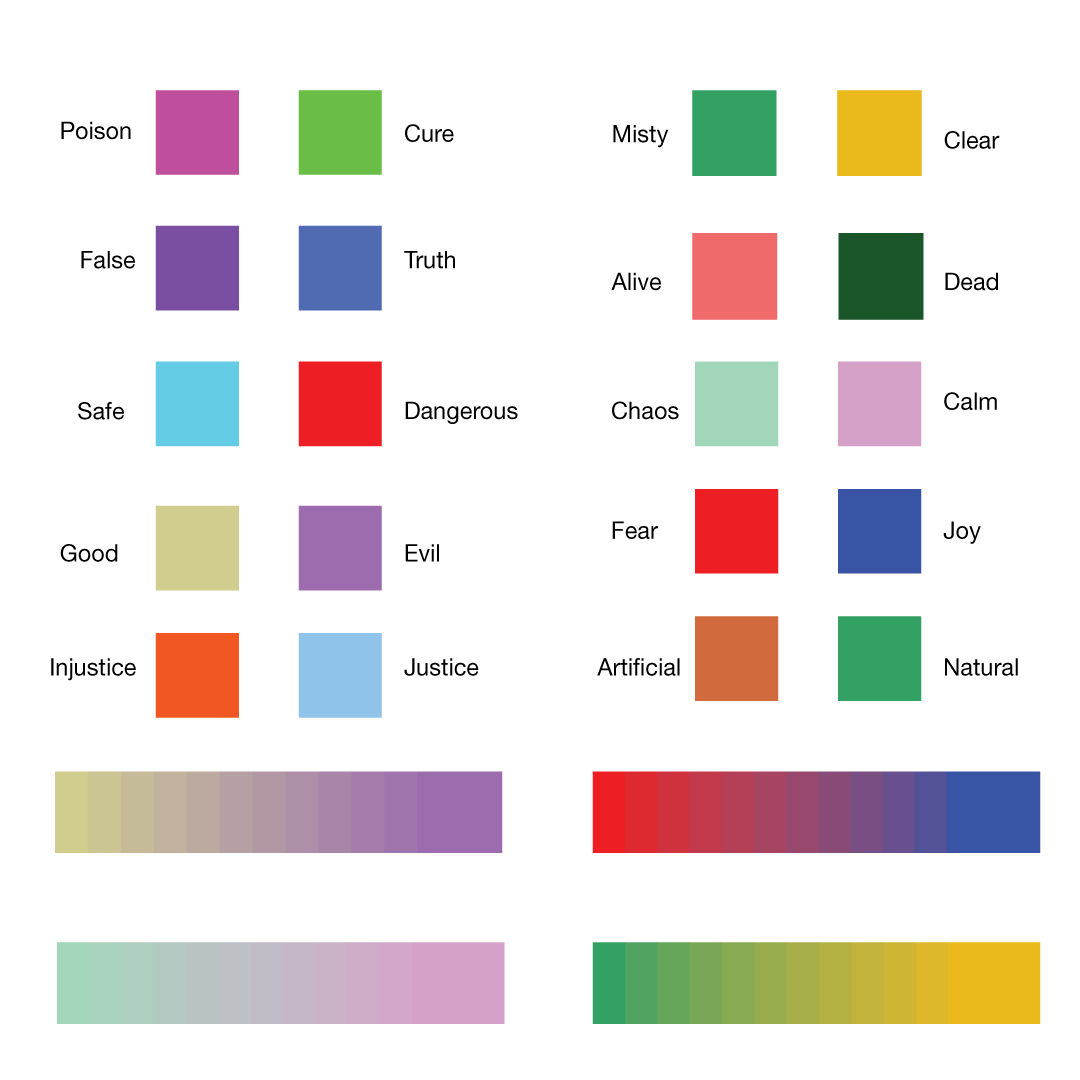 Poison
Cure
False
Truth
Safe
Dangerous
Good
Evil
Injustice
Justice
Misty
Clear
Alive
Dead
Chaos
Calm
Fear
Joy
Artificial
Natural